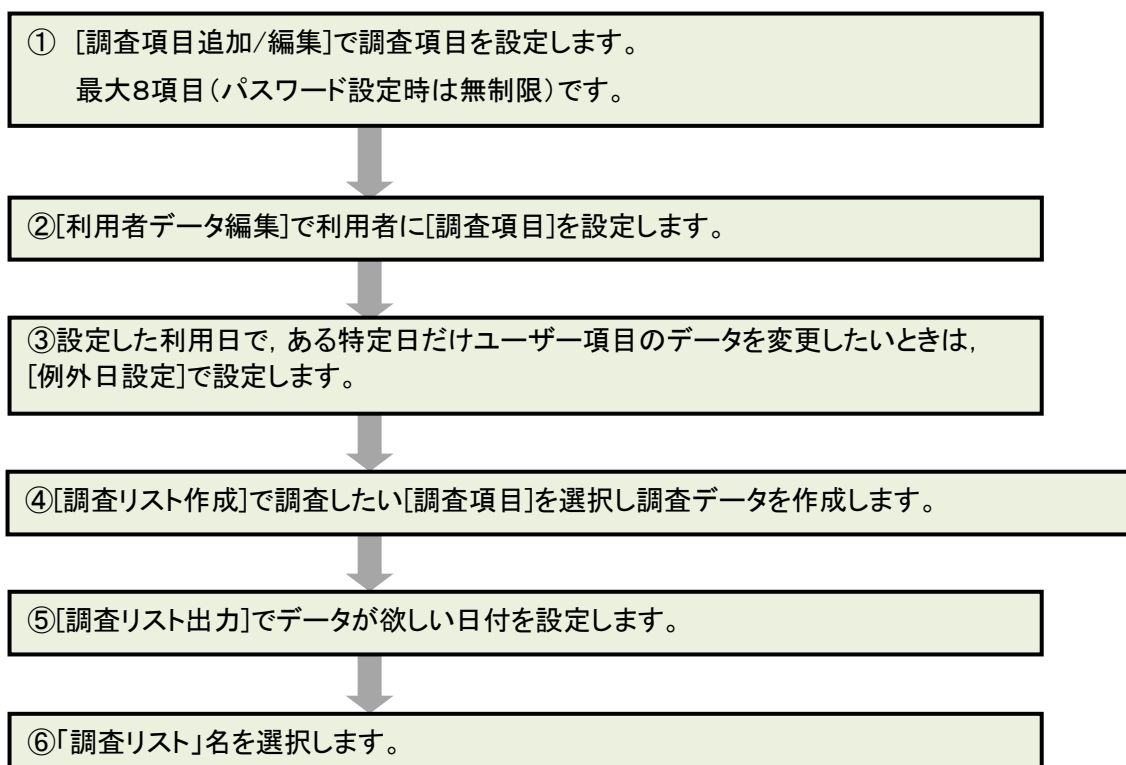 ① [調査項目追加/編集]で調査項目を設定します。
最大8項目(パスワード設定時は無制限)です。
②[利用者データ編集]で利用者に[調査項目]を設定します。
③設定した利用日で,ある特定日だけユーザー項目のデータを変更したいときは,
[例外日設定]で設定します。
④[調査リスト作成]で調査したい[調査項目]を選択し調査データを作成します。
⑤[調査リスト出力]でデータが欲しい日付を設定します。
⑥「調査リスト」名を選択します。